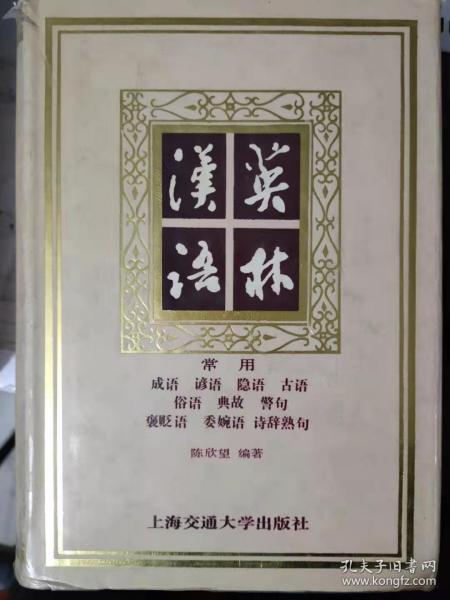 漢英
语林
常用
成语 谚语 隐语 古语
俗语 典故 警句
褒贬语 委婉语 诗辞熟句
陈欣望 编著
上海交通大学出版社
孔夫子旧书网
www.kongfz.com